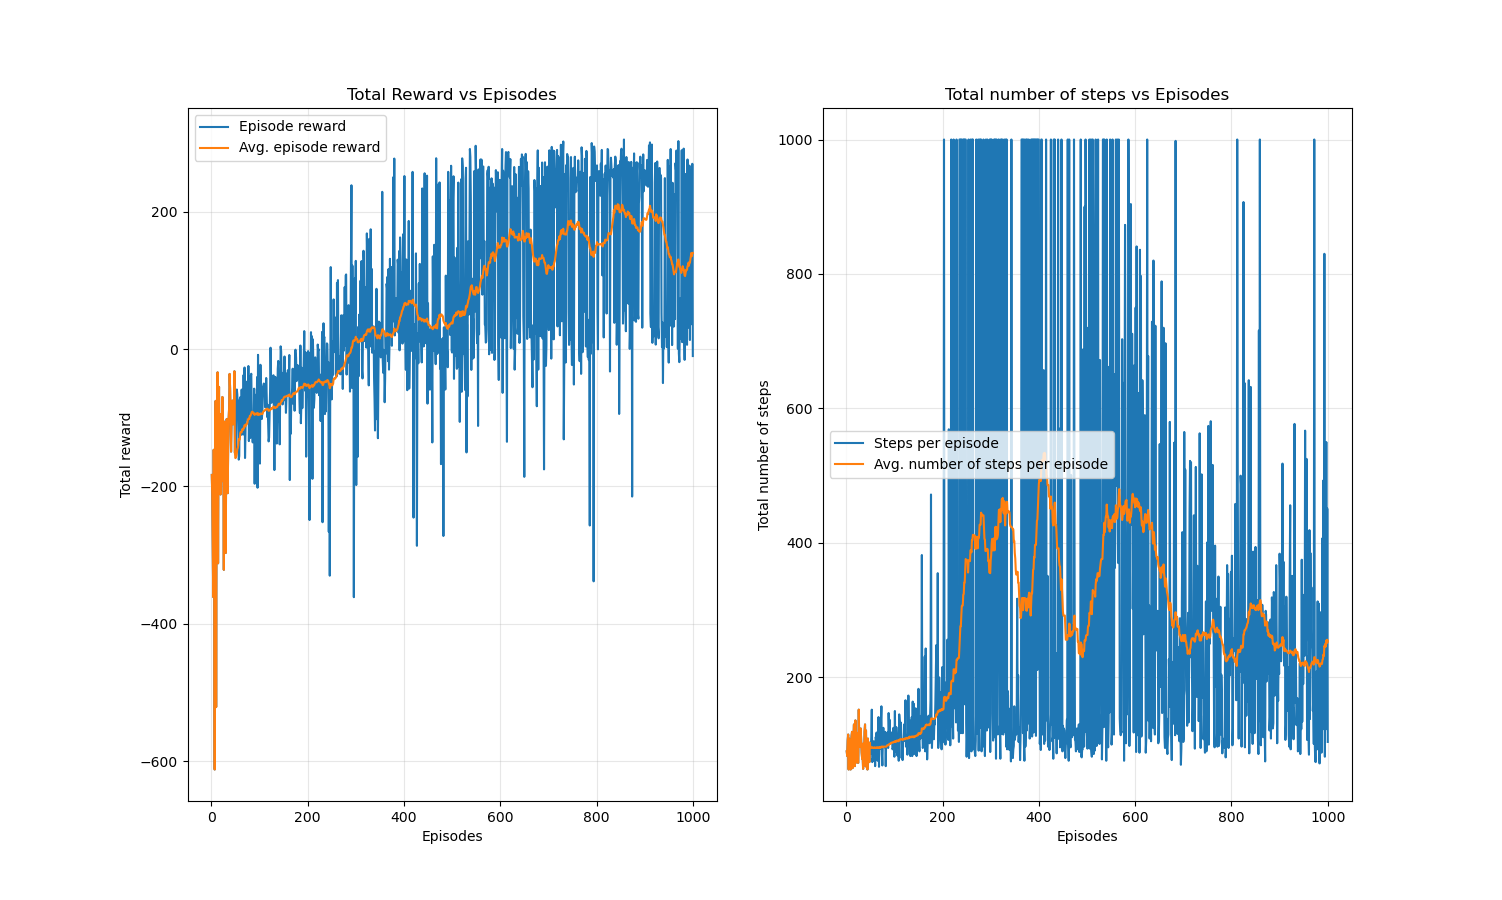 Total Reward vs Episodes
Episode reward
Avg. episode reward
200
0
−200
−400
−600
Total reward
0
200
400
600
800
1000
Episodes
Total number of steps vs Episodes
1000
800
600
400
200
Steps per episode
Avg. number of steps per episode
Total number of steps
0
200
400
600
800
1000
Episodes